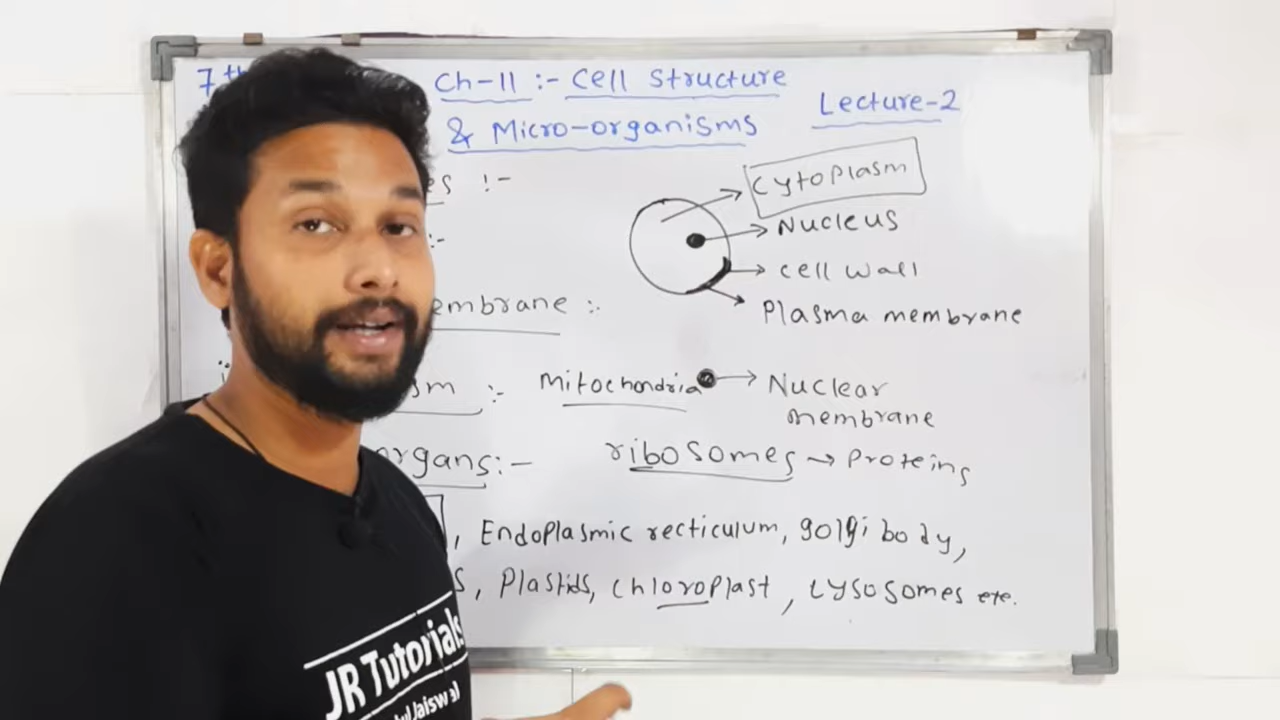 7th Ch-11 :- Cell Structure
& Micro-organisms
Lecture-2
:-
Cytoplasm
Nucleus
:-
cell wall
embrane :-
Plasma membrane
sm :- Mitochondria
Nuclear
membrane
organs:-
ribosomes → Proteins
, Endoplasmic recticulum, golgi body,
s, Plastids, chloroplast, Lysosomes etc.
JR Tutorials
Jaiswal